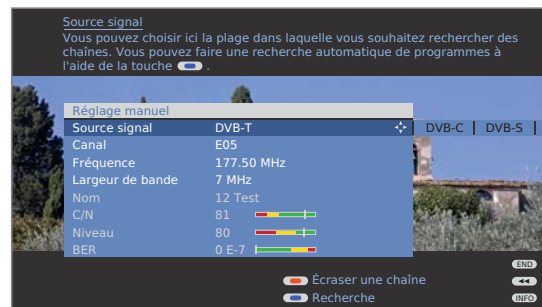 Source signal
Vous pouvez choisir ici la plage dans laquelle vous souhaitez rechercher des
chaînes. Vous pouvez faire une recherche automatique de programmes à
l'aide de la touche .
Réglage manuel
Source signal DVB-T DVB-C DVB-S
Canal E05
Fréquence 177.50 MHz
Largeur de bande 7 MHz
Nom 12 Test
C/N 81
Niveau 80
BER 0 E-7
END
Écraser une chaîne
Recherche INFO